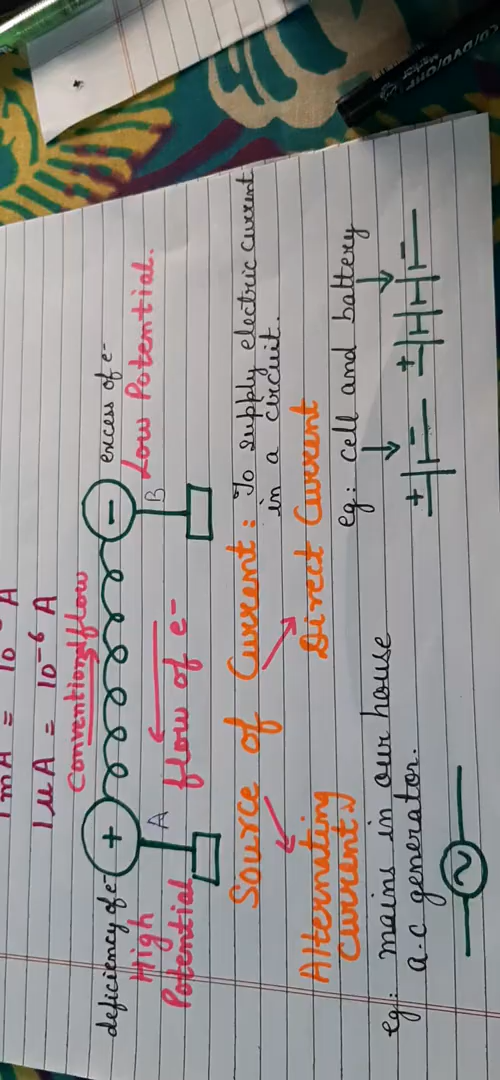 1 mA = 10
A
1 μA = 10⁻⁶ A
Conventional flow
deficiency of e-
+
-
excess of e-
High
Potential
A
B
Low Potential.
flow of e-
Source of Current: To supply electric current
in a circuit.
Alternating
Current:
Direct Current
eg: mains in our house
a.c generator.
eg: cell and battery
+
+
~
Marker